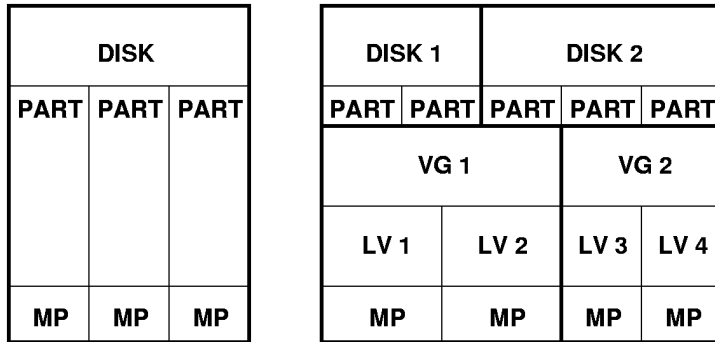 DISK
PART PART PART
MP MP MP
DISK 1 DISK 2
PART PART PART PART PART
VG 1 VG 2
LV 1 LV 2 LV 3 LV 4
MP MP MP MP